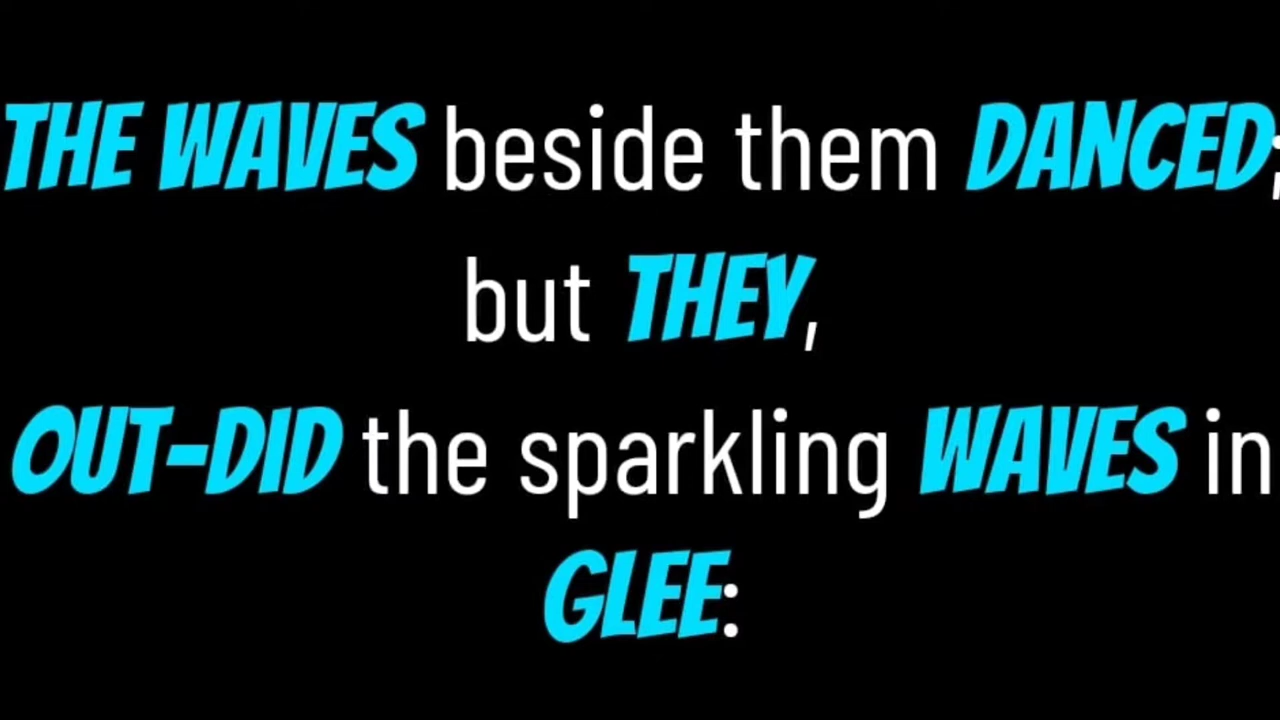 THE WAVES beside them DANCED;
but THEY,
OUT-DID the sparkling WAVES in
GLEE: